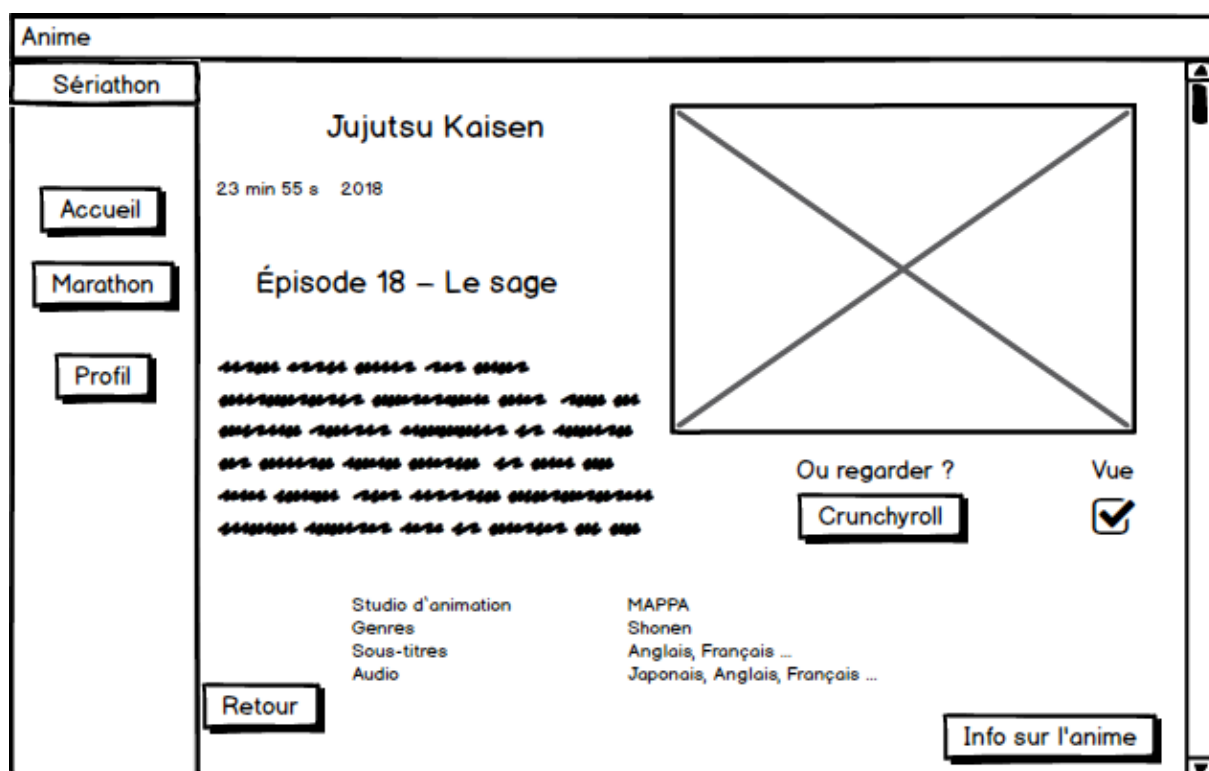 Anime
Sériathon
Accueil
Marathon
Profil
Jujutsu Kaisen
23 min 55 s 2018
Épisode 18 – Le sage
Ou regarder ?
Vue
Crunchyroll
Studio d`animation MAPPA
Genres Shonen
Sous-titres Anglais, Français ...
Audio Japonais, Anglais, Français ...
Retour
Info sur l'anime